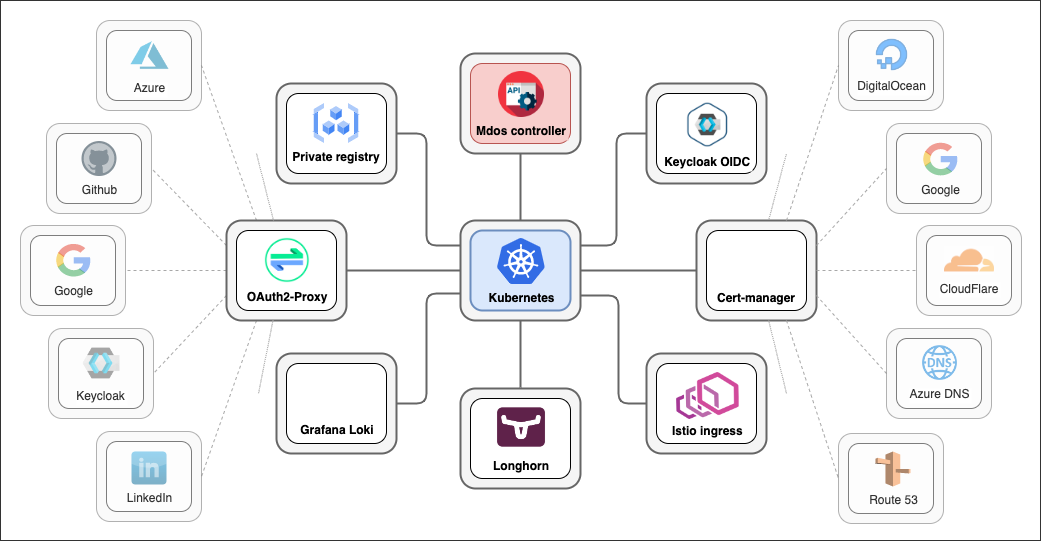 Azure
Github
Google
Keycloak
LinkedIn
Private registry
OAuth2-Proxy
Grafana Loki
API
Mdos controller
Kubernetes
Longhorn
Keycloak OIDC
Cert-manager
Istio ingress
DigitalOcean
Google
CloudFlare
DNS
Azure DNS
Route 53
in